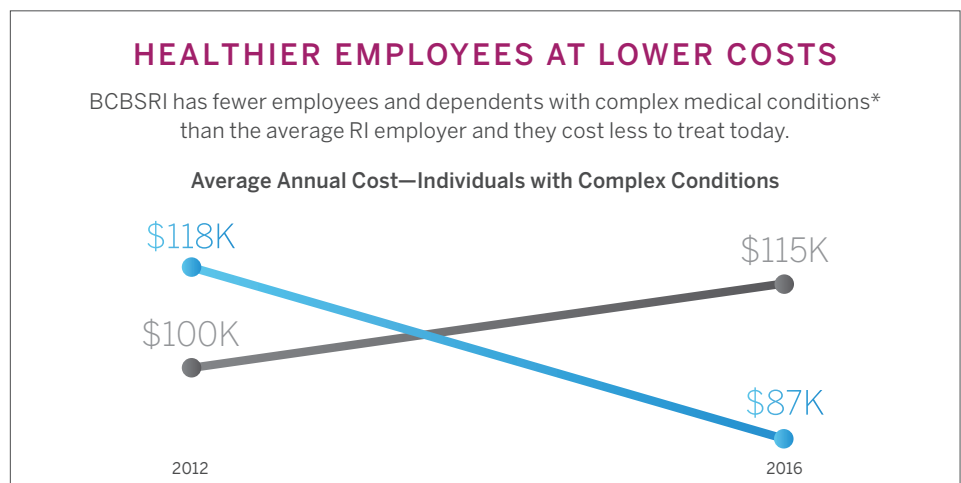 HEALTHIER EMPLOYEES AT LOWER COSTS
BCBSRI has fewer employees and dependents with complex medical conditions*
than the average RI employer and they cost less to treat today.
Average Annual Cost—Individuals with Complex Conditions
$118K
$115K
$100K
$87K
2012
2016